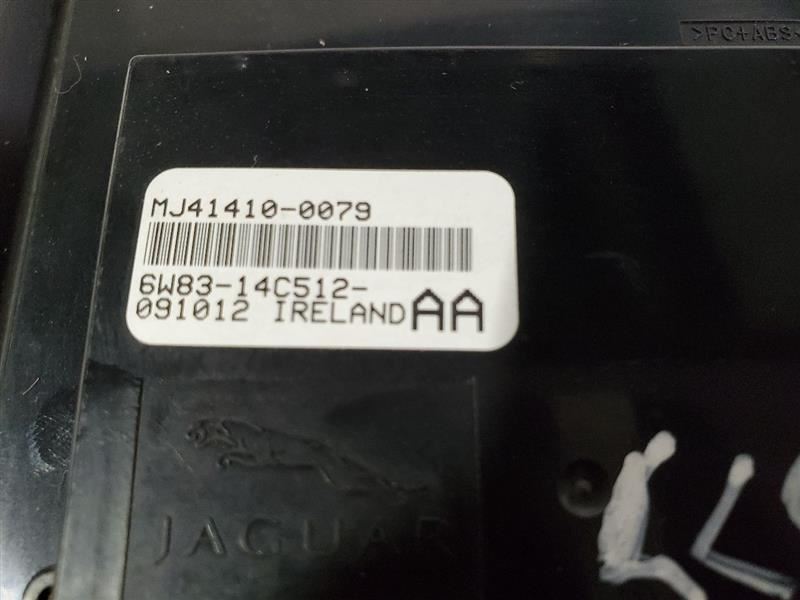 >PC+ABS<
MJ41410-0079
6W83-14C512-
091012 IRELAND AA
JAGUAR